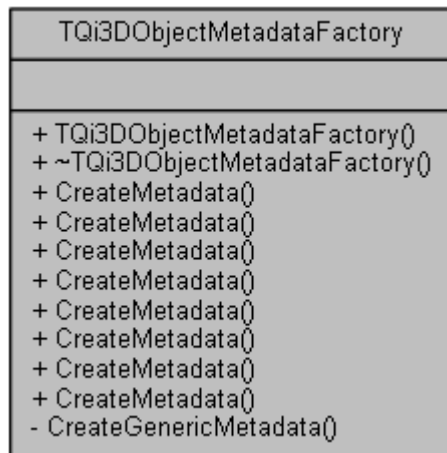 TQi3DObjectMetadataFactory
+ TQi3DObjectMetadataFactory()
+ ~TQi3DObjectMetadataFactory()
+ CreateMetadata()
+ CreateMetadata()
+ CreateMetadata()
+ CreateMetadata()
+ CreateMetadata()
+ CreateMetadata()
+ CreateMetadata()
+ CreateMetadata()
- CreateGenericMetadata()